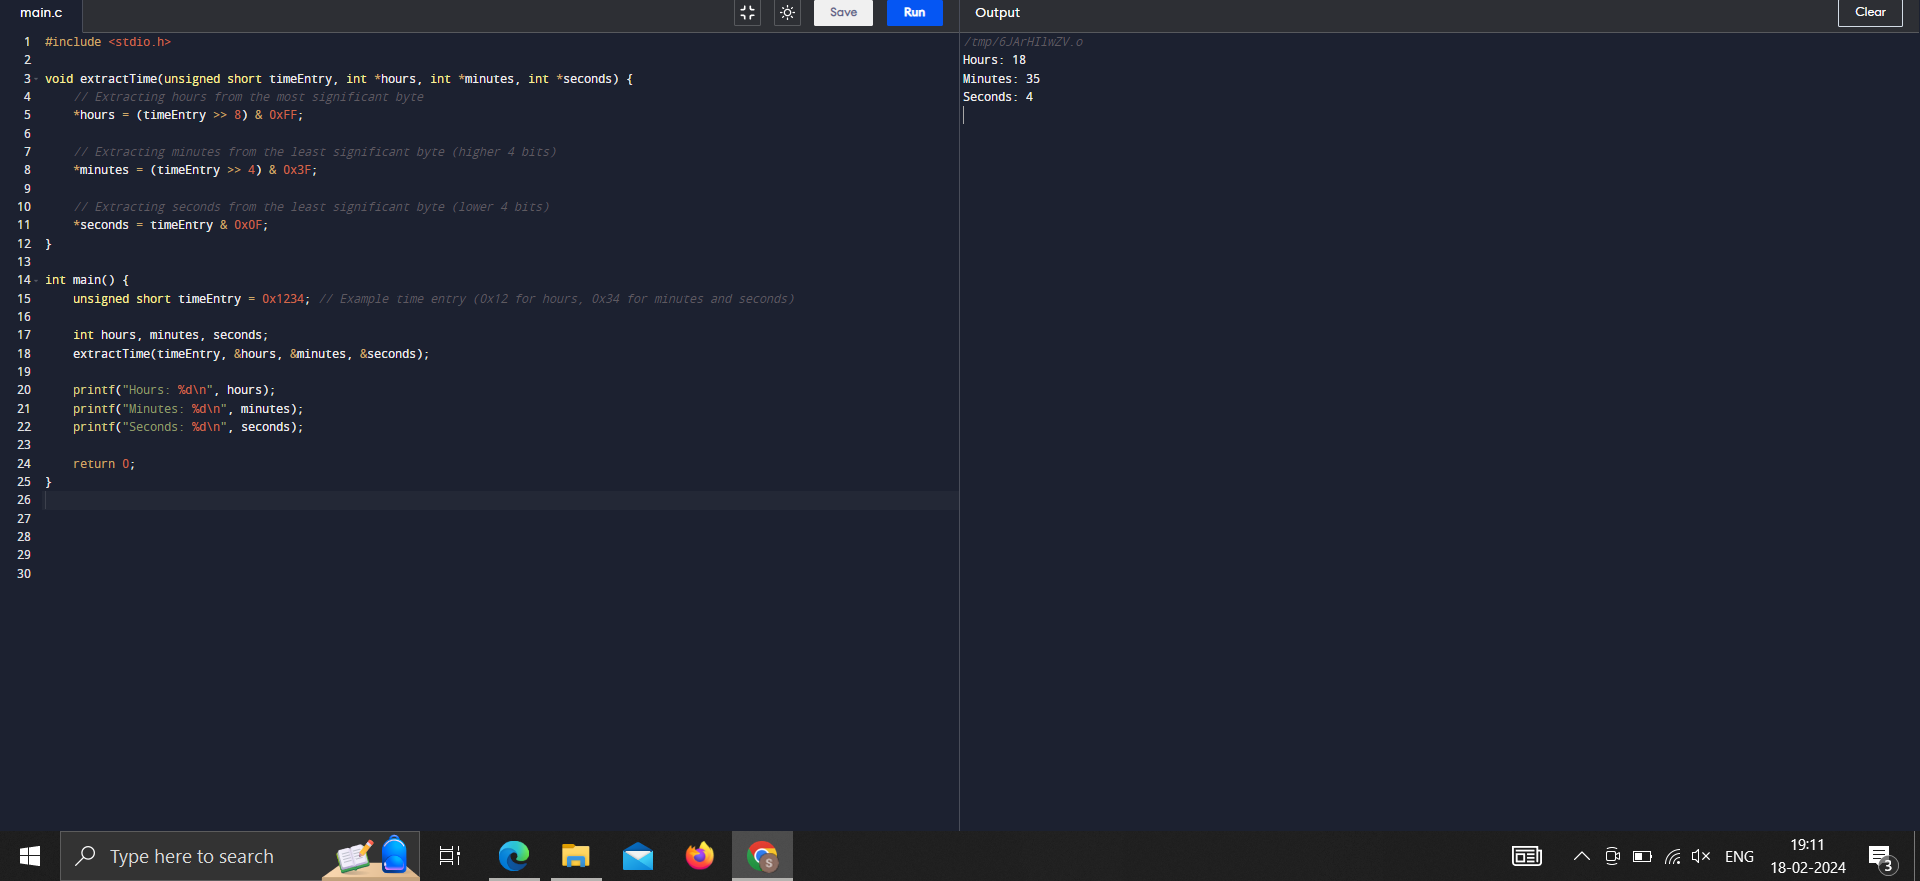 main.c
Save
Run
Output
Clear
1 #include <stdio.h>
2
3 void extractTime(unsigned short timeEntry, int *hours, int *minutes, int *seconds) {
4     // Extracting hours from the most significant byte
5     *hours = (timeEntry >> 8) & 0xFF;
6
7     // Extracting minutes from the least significant byte (higher 4 bits)
8     *minutes = (timeEntry >> 4) & 0x3F;
9
10     // Extracting seconds from the least significant byte (lower 4 bits)
11     *seconds = timeEntry & 0x0F;
12 }
13
14 int main() {
15     unsigned short timeEntry = 0x1234; // Example time entry (0x12 for hours, 0x34 for minutes and seconds)
16
17     int hours, minutes, seconds;
18     extractTime(timeEntry, &hours, &minutes, &seconds);
19
20     printf("Hours: %d\n", hours);
21     printf("Minutes: %d\n", minutes);
22     printf("Seconds: %d\n", seconds);
23
24     return 0;
25 }
26
27
28
29
30
/tmp/6JArHIlwZV.o
Hours: 18
Minutes: 35
Seconds: 4
Type here to search
S
ENG
19:11
18-02-2024
3